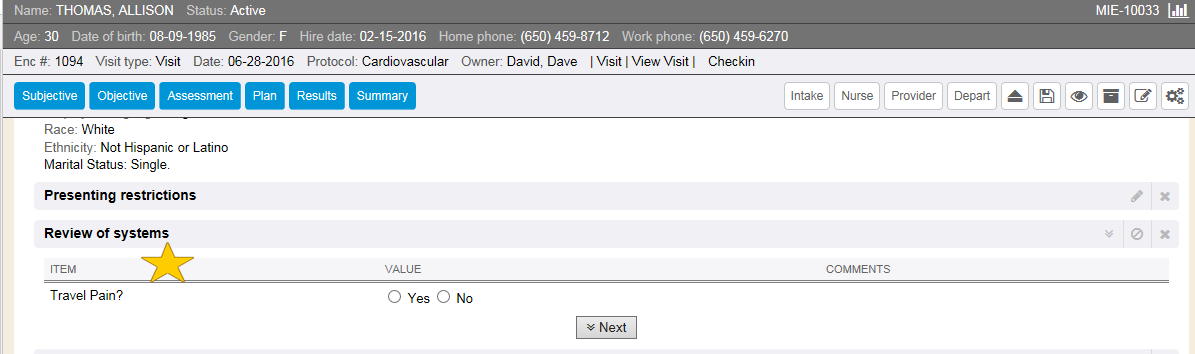 Name: THOMAS, ALLISON Status: Active MIE-10033
Age: 30 Date of birth: 08-09-1985 Gender: F Hire date: 02-15-2016 Home phone: (650) 459-8712 Work phone: (650) 459-6270
Enc #: 1094 Visit type: Visit Date: 06-28-2016 Protocol: Cardiovascular Owner: David, Dave | Visit | View Visit | Checkin
Subjective Objective Assessment Plan Results Summary Intake Nurse Provider Depart
Race: White
Ethnicity: Not Hispanic or Latino
Marital Status: Single.
Presenting restrictions
Review of systems
ITEM VALUE COMMENTS
Travel Pain? Yes No
Next